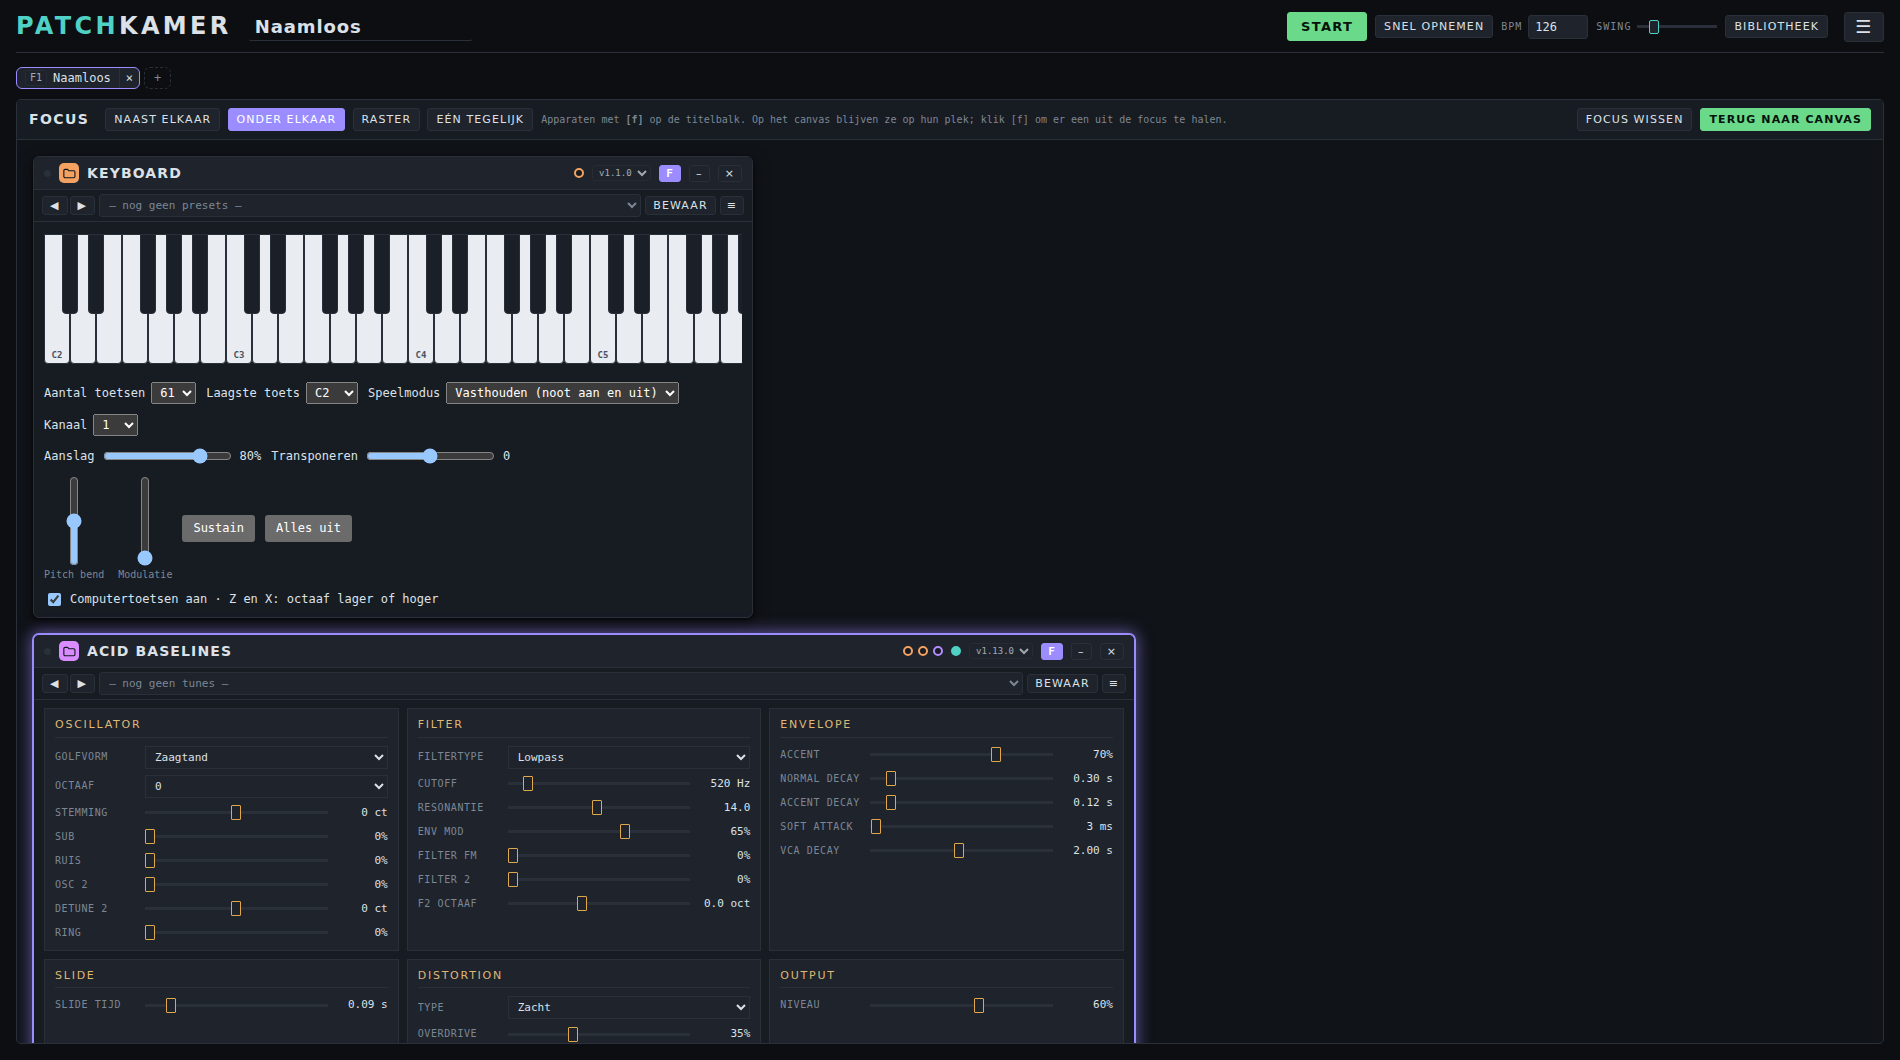 PATCHKAMER Naamloos START SNEL OPNEMEN BPM 126 SWING BIBLIOTHEEK ☰
F1 Naamloos × +
FOCUS NAAST ELKAAR ONDER ELKAAR RASTER EÉN TEGELIJK Apparaten met [f] op de titelbalk. Op het canvas blijven ze op hun plek; klik [f] om er een uit de focus te halen. FOCUS WISSEN TERUG NAAR CANVAS
KEYBOARD v1.1.0 F – ×
◀ ▶ — nog geen presets — BEWAAR ≡
C2 C3 C4 C5
Aantal toetsen 61 Laagste toets C2 Speelmodus Vasthouden (noot aan en uit)
Kanaal 1
Aanslag 80% Transponeren 0
Sustain Alles uit
Pitch bend Modulatie
Computertoetsen aan · Z en X: octaaf lager of hoger
ACID BASELINES v1.13.0 F – ×
◀ ▶ — nog geen tunes — BEWAAR ≡
OSCILLATOR
GOLFVORM Zaagtand
OCTAAF 0
STEMMING 0 ct
SUB 0%
RUIS 0%
OSC 2 0%
DETUNE 2 0 ct
RING 0%
FILTER
FILTERTYPE Lowpass
CUTOFF 520 Hz
RESONANTIE 14.0
ENV MOD 65%
FILTER FM 0%
FILTER 2 0%
F2 OCTAAF 0.0 oct
ENVELOPE
ACCENT 70%
NORMAL DECAY 0.30 s
ACCENT DECAY 0.12 s
SOFT ATTACK 3 ms
VCA DECAY 2.00 s
SLIDE
SLIDE TIJD 0.09 s
DISTORTION
TYPE Zacht
OVERDRIVE 35%
OUTPUT
NIVEAU 60%